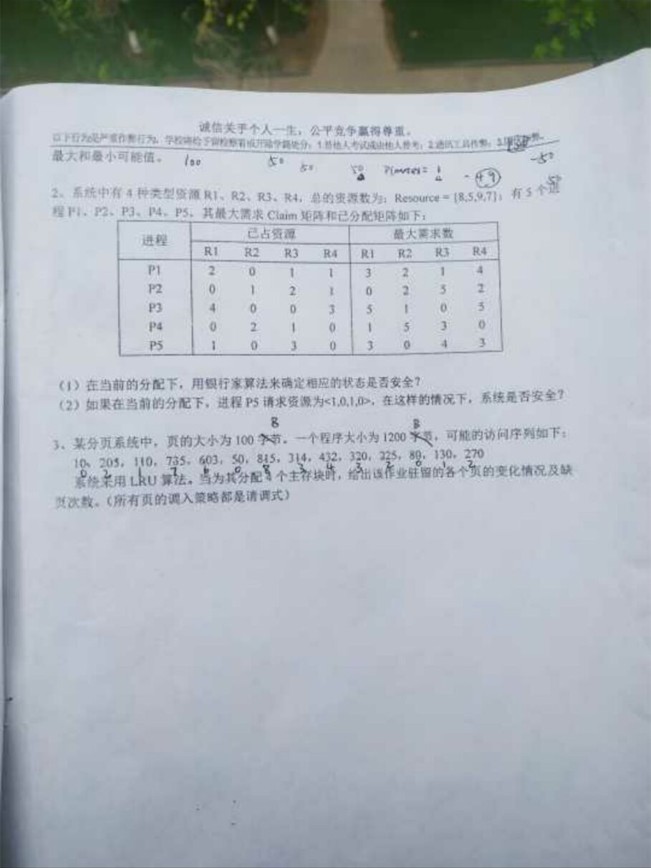 诚信关乎个人一生，公平竞争赢得尊重。
以下行为是严重作弊行为，学校将给予留校察看或开除学籍处分：1.替他人考试或由他人替考；2.通讯工具作弊；3.
最大和最小可能值。 100 50 50 50 Pinner= +49 -50
2、系统中有 4 种类型资源 R1、R2、R3、R4，总的资源数为：Resource = [8,5,9,7]；有 5 个进
程 P1、P2、P3、P4、P5，其最大需求 Claim 矩阵和已分配矩阵如下：
进程 已占资源 最大需求数
R1 R2 R3 R4 R1 R2 R3 R4
P1 2 0 1 1 3 2 1 4
P2 0 1 2 1 0 2 5 2
P3 4 0 0 3 5 1 0 5
P4 0 2 1 0 1 5 3 0
P5 1 0 3 0 3 0 4 3
（1）在当前的分配下，用银行家算法来确定相应的状态是否安全？
（2）如果在当前的分配下，进程 P5 请求资源为<1,0,1,0>，在这样的情况下，系统是否安全？
B B
3、某分页系统中，页的大小为 100 字节。一个程序大小为 1200 字节，可能的访问序列如下：
10、205，110，735，603，50，815，314，432，320，225，80，130，270
0 2 1 7 6 0 8 3 4 3 2 0 1 2
系统采用 LRU 算法。当为其分配 4 个主存块时，给出该作业驻留的各个页的变化情况及缺
页次数。（所有页的调入策略都是请调式）